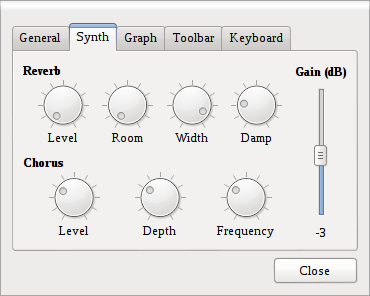 General Synth Graph Toolbar Keyboard
Reverb Gain (dB)
Level Room Width Damp
Chorus
Level Depth Frequency -3
Close